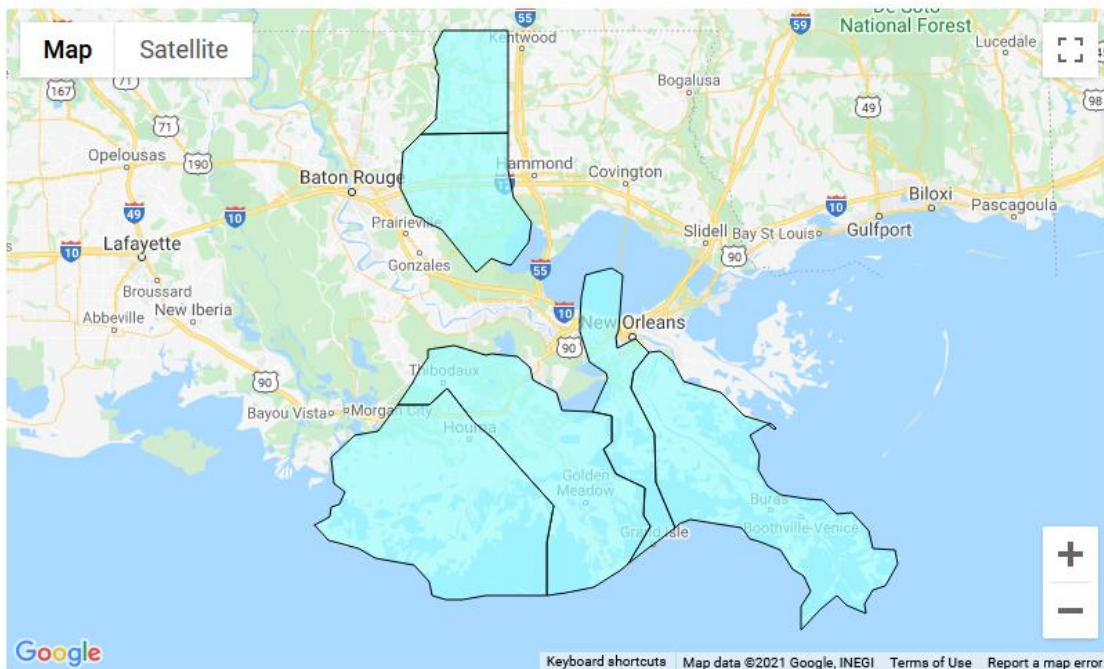 De Soto
National Forest
Map
Satellite
55
Kentwood
59
Lucedale
71
167
Bogalusa
49
98
71
Opelousas
190
Hammond
Covington
12
Baton Rouge
49
10
Prairieville
Slidell
Bay St Louis
10
Biloxi
Pascagoula
Gulfport
10
Lafayette
Gonzales
55
90
Broussard
New Iberia
10
Abbeville
New Orleans
90
Thibodaux
90
Bayou Vista
Morgan City
Houma
Golden
Meadow
Buras
Boothville-Venice
Grand Isle
+
−
Google
Keyboard shortcuts
Map data ©2021 Google, INEGI
Terms of Use
Report a map error